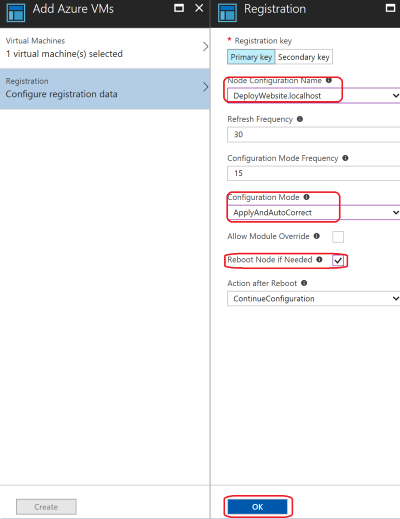 Add Azure VMs
Virtual Machines
1 virtual machine(s) selected
Registration
Configure registration data
Create
Registration
* Registration key
Primary key Secondary key
Node Configuration Name
DeployWebsite.localhost
Refresh Frequency
30
Configuration Mode Frequency
15
Configuration Mode
ApplyAndAutoCorrect
Allow Module Override
Reboot Node if Needed
Action after Reboot
ContinueConfiguration
OK